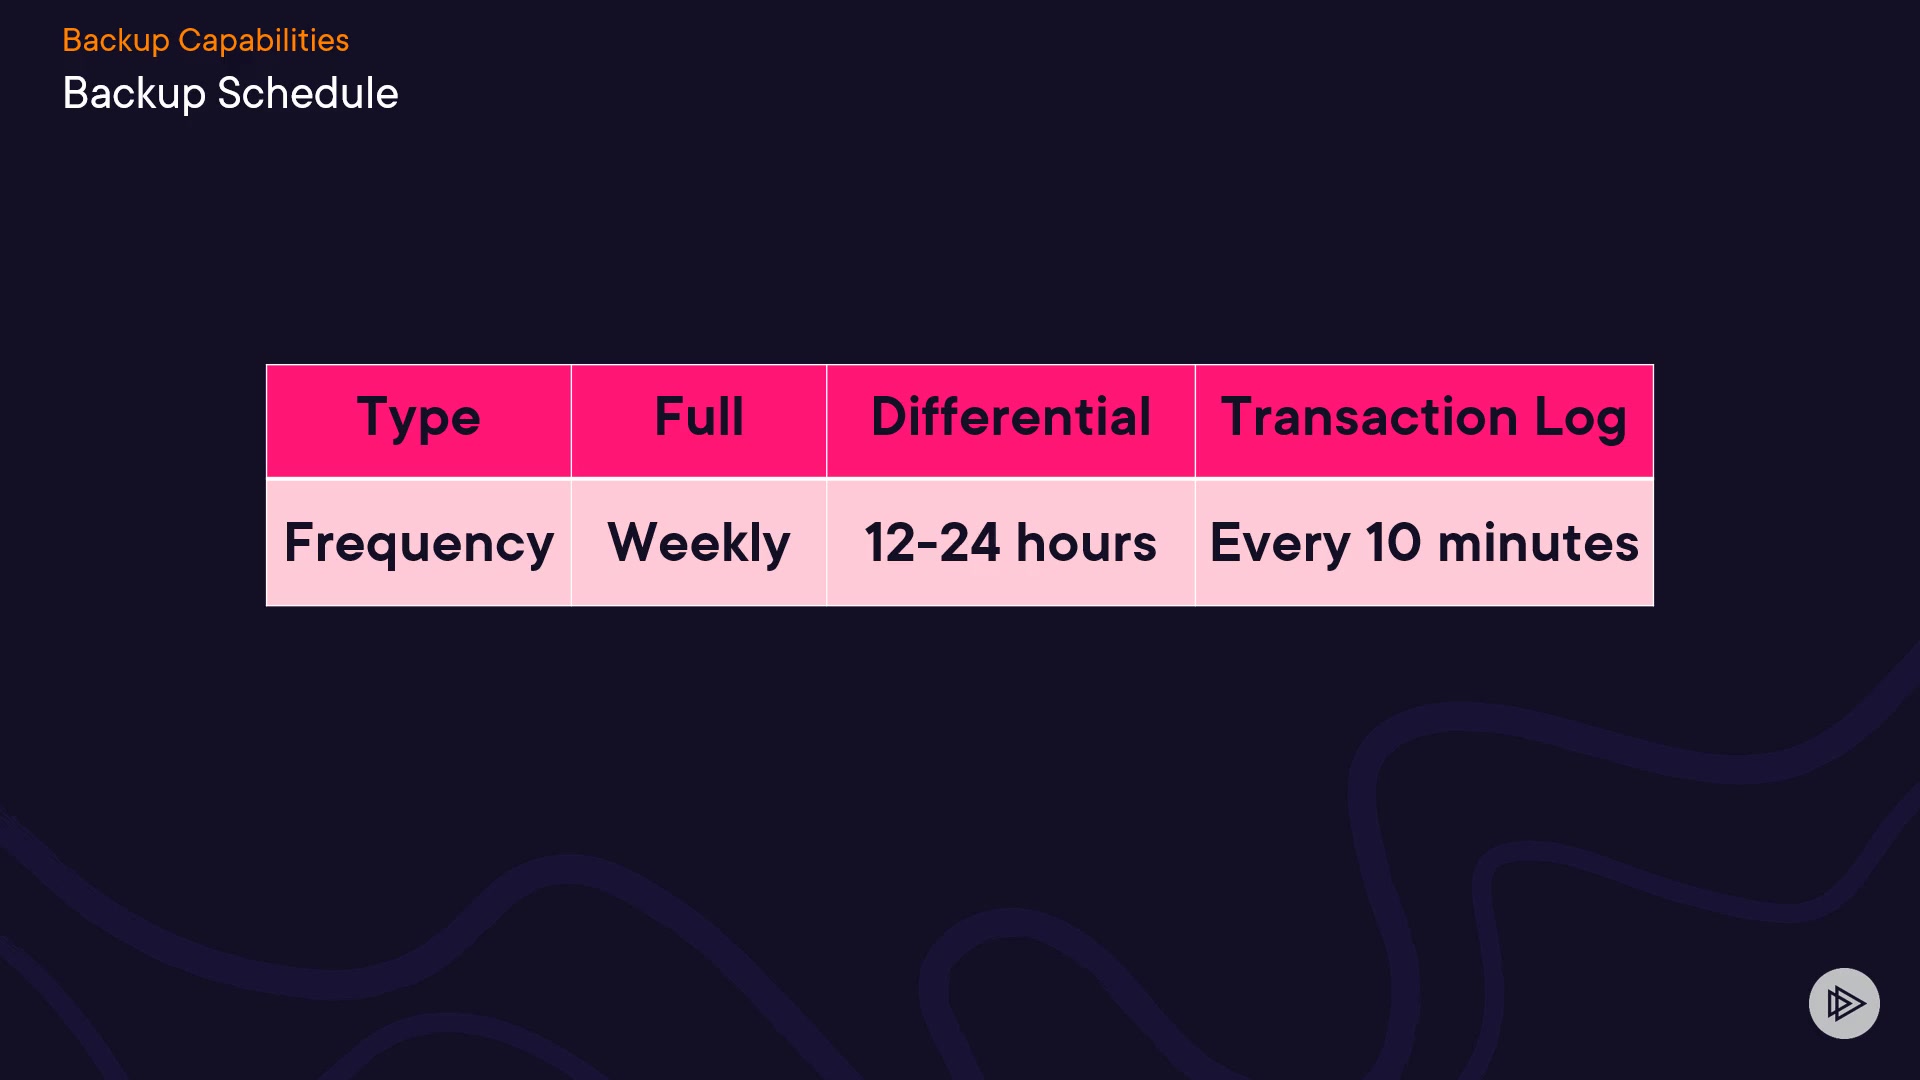 Backup Capabilities
Backup Schedule
Type Full Differential Transaction Log
Frequency Weekly 12-24 hours Every 10 minutes